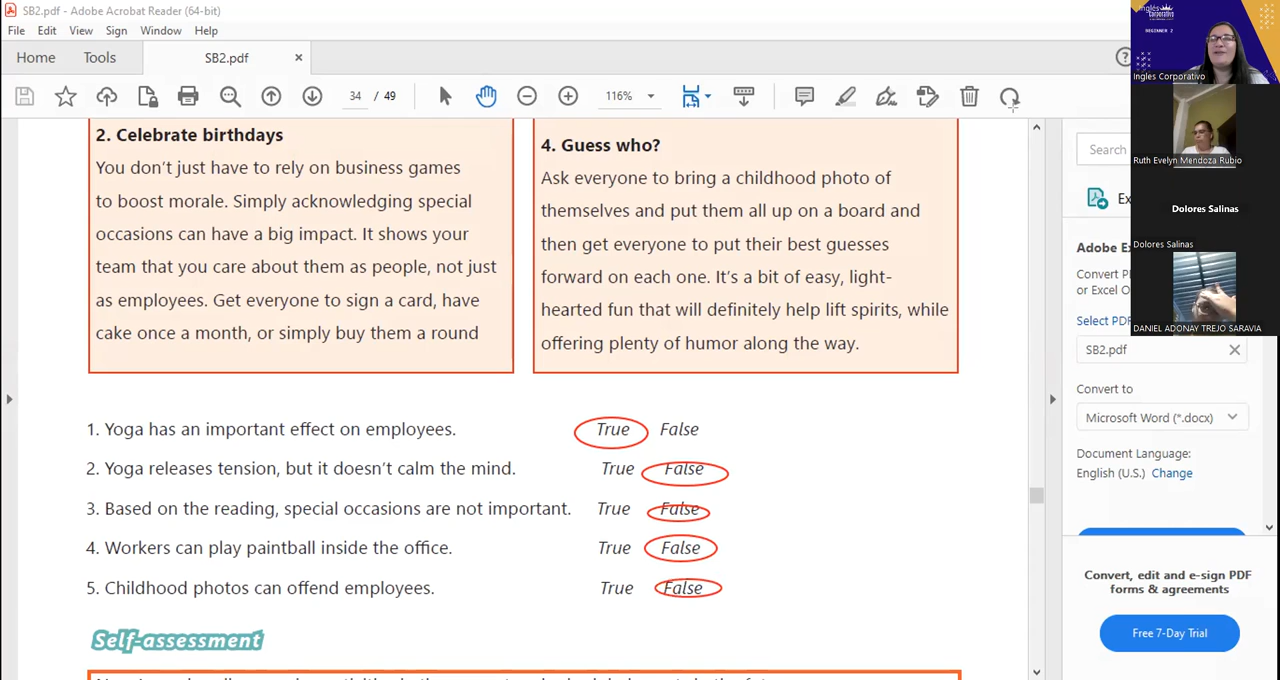 SB2.pdf - Adobe Acrobat Reader (64-bit)
File Edit View Sign Window Help
Home Tools SB2.pdf ×
34 / 49 116%
2. Celebrate birthdays
You don't just have to rely on business games
to boost morale. Simply acknowledging special
occasions can have a big impact. It shows your
team that you care about them as people, not just
as employees. Get everyone to sign a card, have
cake once a month, or simply buy them a round
4. Guess who?
Ask everyone to bring a childhood photo of
themselves and put them all up on a board and
then get everyone to put their best guesses
forward on each one. It's a bit of easy, light-
hearted fun that will definitely help lift spirits, while
offering plenty of humor along the way.
1. Yoga has an important effect on employees. True False
2. Yoga releases tension, but it doesn't calm the mind. True False
3. Based on the reading, special occasions are not important. True False
4. Workers can play paintball inside the office. True False
5. Childhood photos can offend employees. True False
Self-assessment
Search
Ex
Adobe Ex
Convert P
or Excel O
Select PD
SB2.pdf
Convert to
Microsoft Word (*.docx)
Document Language:
English (U.S.) Change
Convert, edit and e-sign PDF
forms & agreements
Free 7-Day Trial
Inglés
Corporativo
BEGINNER 2
Ingles Corporativo
Ruth Evelyn Mendoza Rubio
Dolores Salinas
Dolores Salinas
DANIEL ADONAY TREJO SARAVIA